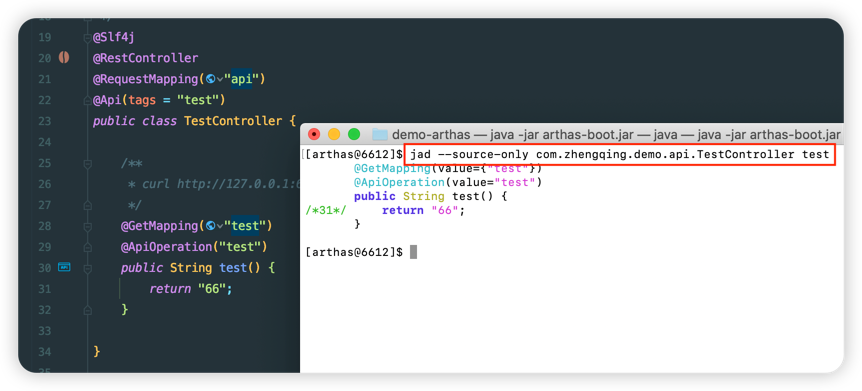 19 @Slf4j
20 @RestController
21 @RequestMapping("api")
22 @Api(tags = "test")
23 public class TestController {
24
25 /**
26 * curl http://127.0.0.1:
27 */
28 @GetMapping("test")
29 @ApiOperation("test")
30 public String test() {
31 return "66";
32 }
33
34 }
demo-arthas — java -jar arthas-boot.jar — java — java -jar arthas-boot.jar
[[arthas@6612]$ jad --source-only com.zhengqing.demo.api.TestController test
@GetMapping(value={"test"})
@ApiOperation(value="test")
public String test() {
/*31*/ return "66";
}
[arthas@6612]$